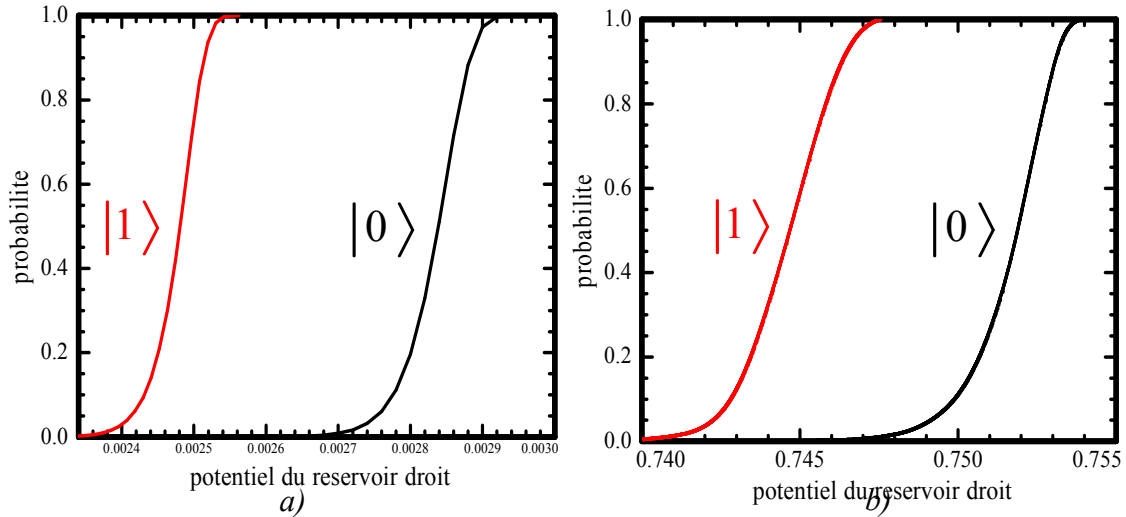 1.0
0.8
0.6
0.4
0.2
0.0
probabilite
|1⟩
|0⟩
0.0024 0.0025 0.0026 0.0027 0.0028 0.0029 0.0030
potentiel du reservoir droit
a)
1.0
0.8
0.6
0.4
0.2
0.0
probabilite
|1⟩
|0⟩
0.740 0.745 0.750 0.755
potentiel du reservoir droit
b)